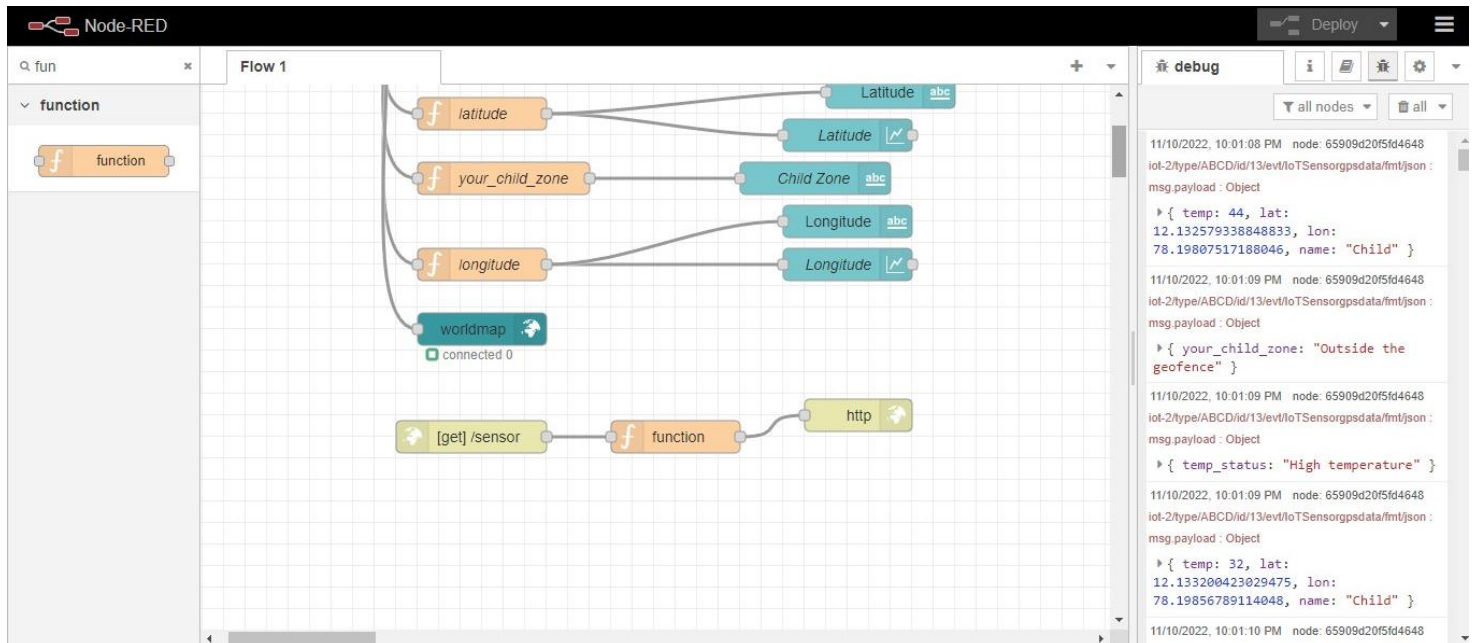 Node-RED
Deploy
fun
function
function
Flow 1
latitude
Latitude abc
Latitude
your_child_zone
Child Zone abc
Longitude abc
longitude
Longitude
worldmap
connected 0
[get] /sensor
function
http
debug
i
all nodes
all
11/10/2022, 10:01:08 PM node: 65909d20f5fd4648
iot-2/type/ABCD/id/13/evt/IoTSensorgpsdata/fmt/json :
msg.payload : Object
{ temp: 44, lat:
12.132579338848833, lon:
78.19807517188046, name: "Child" }
11/10/2022, 10:01:09 PM node: 65909d20f5fd4648
iot-2/type/ABCD/id/13/evt/IoTSensorgpsdata/fmt/json :
msg.payload : Object
{ your_child_zone: "Outside the
geofence" }
11/10/2022, 10:01:09 PM node: 65909d20f5fd4648
iot-2/type/ABCD/id/13/evt/IoTSensorgpsdata/fmt/json :
msg.payload : Object
{ temp_status: "High temperature" }
11/10/2022, 10:01:09 PM node: 65909d20f5fd4648
iot-2/type/ABCD/id/13/evt/IoTSensorgpsdata/fmt/json :
msg.payload : Object
{ temp: 32, lat:
12.133200423029475, lon:
78.19856789114048, name: "Child" }
11/10/2022, 10:01:10 PM node: 65909d20f5fd4648